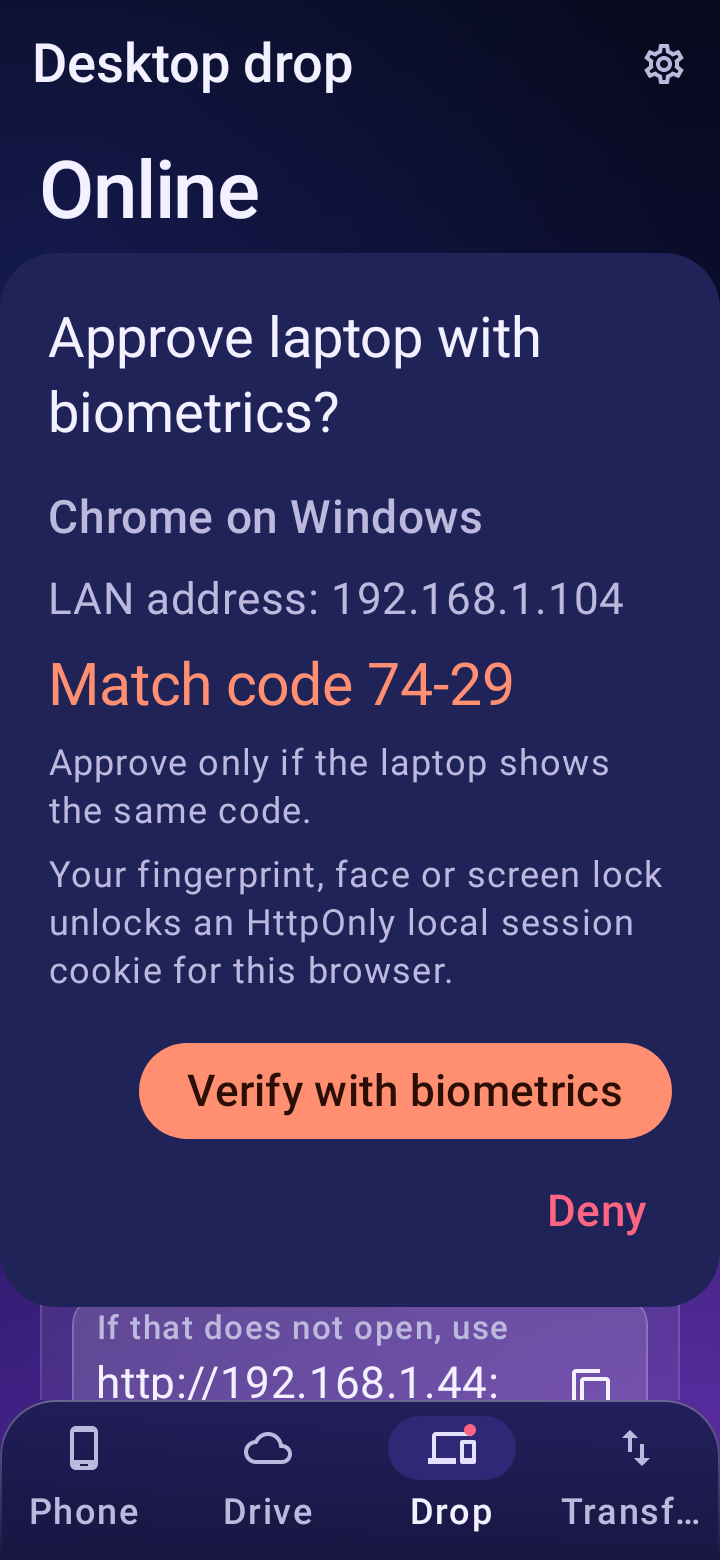 Desktop drop
Online
Approve laptop with
biometrics?
Chrome on Windows
LAN address: 192.168.1.104
Match code 74-29
Approve only if the laptop shows
the same code.
Your fingerprint, face or screen lock
unlocks an HttpOnly local session
cookie for this browser.
Verify with biometrics
Deny
If that does not open, use
http://192.168.1.44:
Phone
Drive
Drop
Transf…